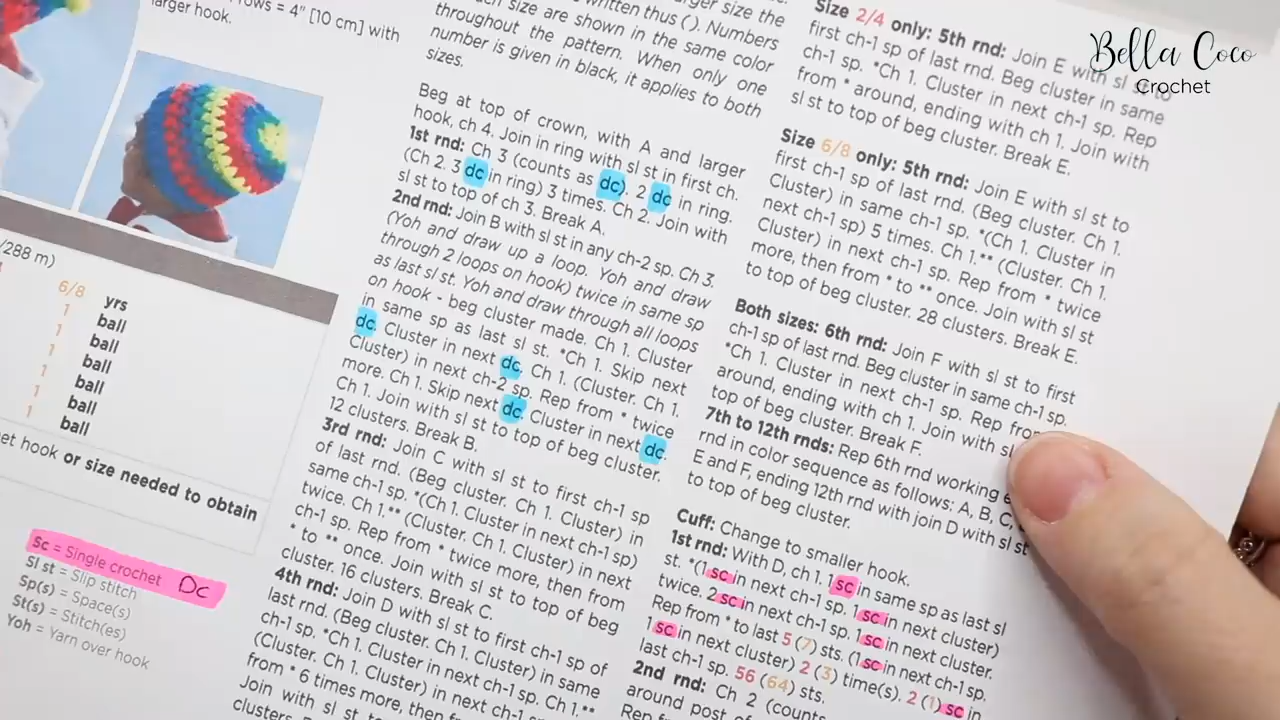 larger hook.
rows = 4" [10 cm] with
/288 m)
6/8 yrs
1 ball
1 ball
1 ball
1 ball
1 ball
1 ball
hook or size needed to obtain
Sc = Single crochet DC
Sl st = Slip stitch
Sp(s) = Space(s)
St(s) = Stitch(es)
Yoh = Yarn over hook
larger size the
size are shown in the same color
throughout the pattern. When only one
number is given in black, it applies to both
sizes.
Beg at top of crown, with A and larger
hook, ch 4. Join in ring with sl st in first ch.
1st rnd: Ch 3 (counts as dc). 2 dc in ring.
(Ch 2. 3 dc in ring) 3 times. Ch 2. Join with
sl st to top of ch 3. Break A.
2nd rnd: Join B with sl st in any ch-2 sp. Ch 3.
(Yoh and draw up a loop. Yoh and draw
through 2 loops on hook) twice in same sp
as last sl st. Yoh and draw through all loops
on hook - beg cluster made. Ch 1. Cluster
in same sp as last sl st. *Ch 1. Skip next
dc. Cluster in next dc. Ch 1. (Cluster. Ch 1.
Cluster) in next ch-2 sp. Rep from * twice
more. Ch 1. Skip next dc. Cluster in next dc.
Ch 1. Join with sl st to top of beg cluster.
12 clusters. Break B.
3rd rnd: Join C with sl st to first ch-1 sp
of last rnd. (Beg cluster. Ch 1. Cluster) in
same ch-1 sp. *(Ch 1. Cluster in next ch-1 sp)
twice. Ch 1.** (Cluster. Ch 1. Cluster) in next
ch-1 sp. Rep from * twice more, then from
* to ** once. Join with sl st to top of beg
cluster. 16 clusters. Break C.
4th rnd: Join D with sl st to first ch-1 sp of
last rnd. (Beg cluster. Ch 1. Cluster) in same
ch-1 sp. *Ch 1. Cluster in next ch-1 sp. Ch 1.**
(Cluster. Ch 1. Cluster) in next ch-1 sp.
from * 6 times more, then
Join with sl st to
clusters.
Size 2/4 only: 5th rnd: Join E with sl st to
first ch-1 sp of last rnd. Beg cluster in same
ch-1 sp. *Ch 1. Cluster in next ch-1 sp. Rep
from * around, ending with ch 1. Join with
sl st to top of beg cluster. Break E.
Size 6/8 only: 5th rnd: Join E with sl st to
first ch-1 sp of last rnd. (Beg cluster. Ch 1.
Cluster) in same ch-1 sp. *(Ch 1. Cluster in
next ch-1 sp) 5 times. Ch 1.** (Cluster. Ch 1.
Cluster) in next ch-1 sp. Rep from * twice
more, then from * to ** once. Join with sl st
to top of beg cluster. 28 clusters. Break E.
Both sizes: 6th rnd: Join F with sl st to first
ch-1 sp of last rnd. Beg cluster in same ch-1 sp.
*Ch 1. Cluster in next ch-1 sp. Rep from
around, ending with ch 1. Join with sl
top of beg cluster. Break F.
7th to 12th rnds: Rep 6th rnd working
rnd in color sequence as follows; A, B, C,
E and F, ending 12th rnd with join D with sl st
to top of beg cluster.
Cuff: Change to smaller hook.
1st rnd: With D, ch 1. 1 sc in same sp as last sl
st. *(1 sc in next ch-1 sp. 1 sc in next cluster)
twice. 2 sc in next ch-1 sp. 1 sc in next cluster.
Rep from * to last 5 (7) sts. (1 sc in next ch-1 sp.
1 sc in next cluster) 2 (3) time(s). 2 (1) sc in
last ch-1 sp. 56 (64) sts.
2nd rnd: Ch 2 (counts
around post of
Rep
Bella Coco
Crochet